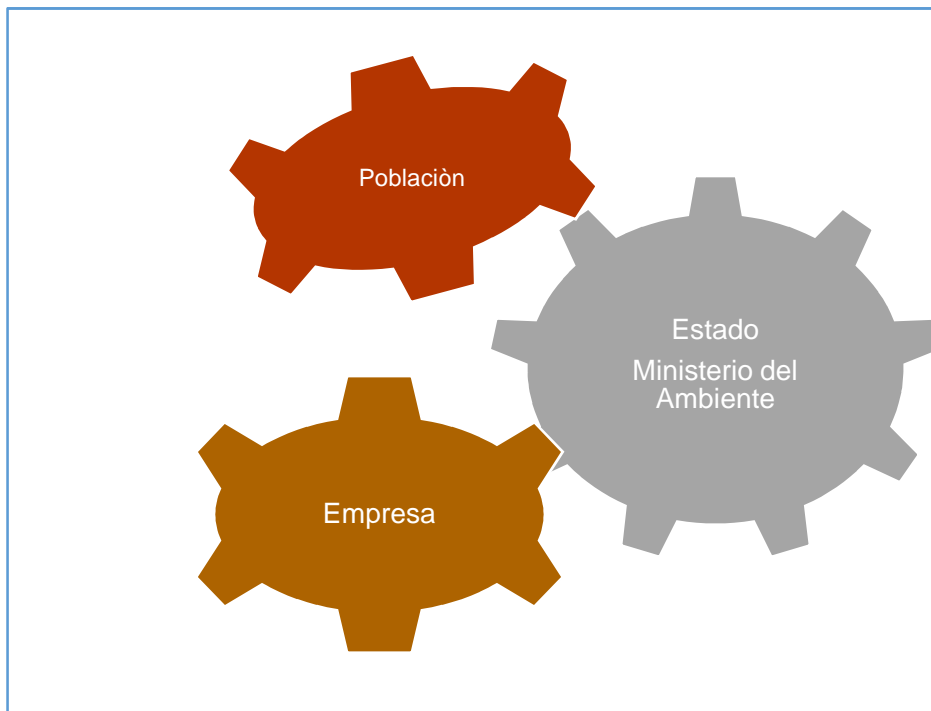 Poblaciòn
Estado
Ministerio del
Ambiente
Empresa